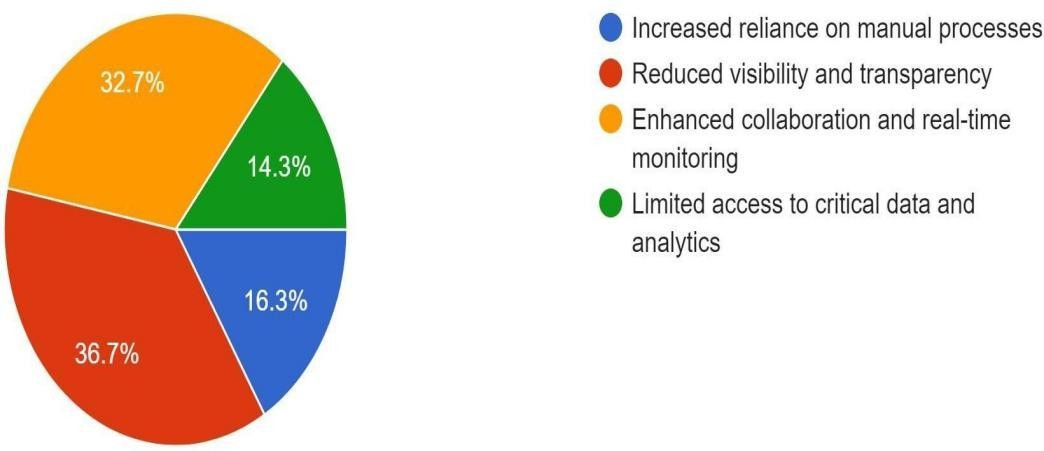 32.7%
14.3%
16.3%
36.7%
Increased reliance on manual processes
Reduced visibility and transparency
Enhanced collaboration and real-time
monitoring
Limited access to critical data and
analytics